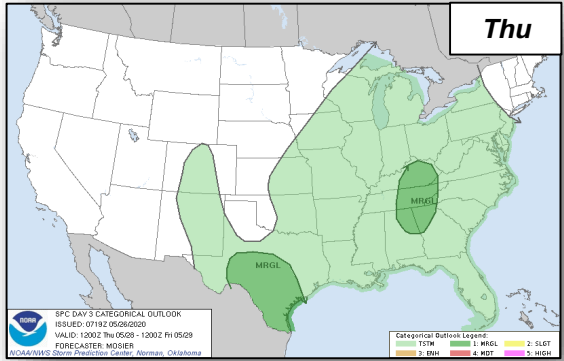 Thu
MRGL
MRGL
SPC DAY 3 CATEGORICAL OUTLOOK
ISSUED: 0719Z 05/26/2020
VALID: 1200Z Thu 05/28 - 1200Z Fri 05/29
FORECASTER: MOSIER
NOAA/NWS Storm Prediction Center, Norman, Oklahoma
NOAA
Categorical Outlook Legend:
TSTM 1: MRGL 2: SLGT
3: ENH 4: MDT 5: HIGH